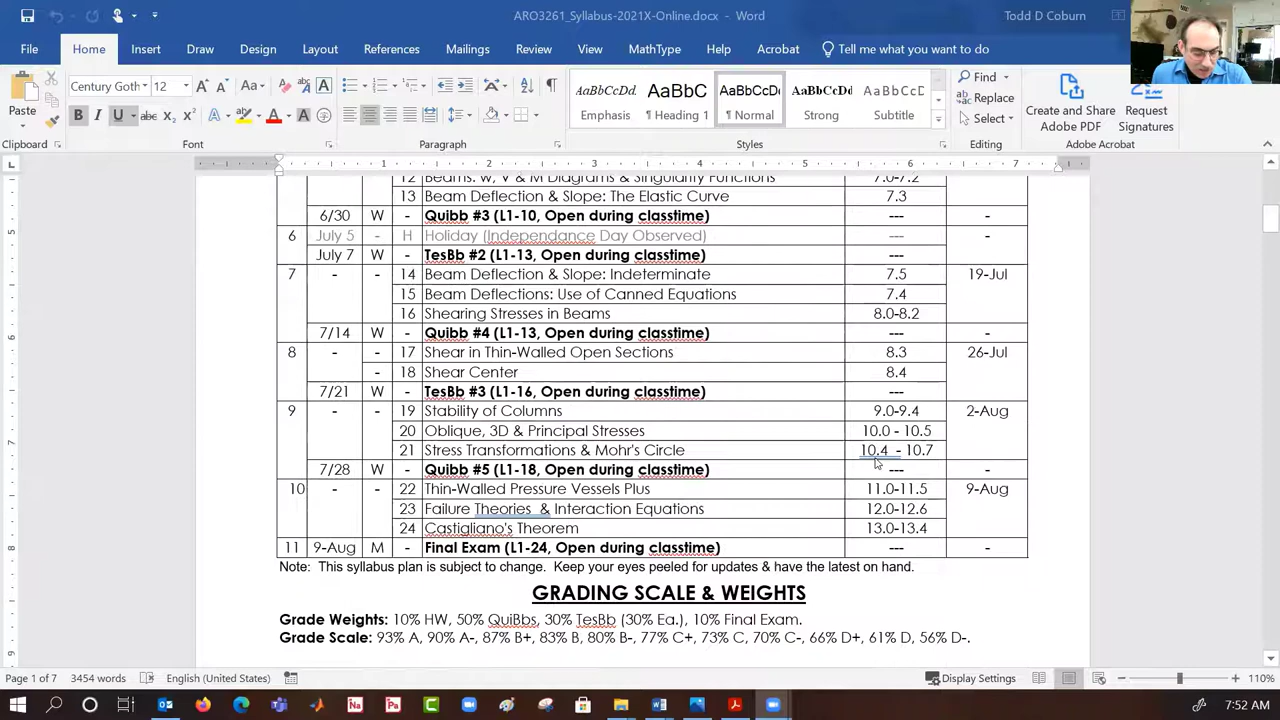 ARO3261_Syllabus-2021X-Online.docx - Word
Todd D Coburn
File Home Insert Draw Design Layout References Mailings Review View MathType Help Acrobat Tell me what you want to do
Paste
Century Goth 12
Clipboard
Font
Paragraph
AaBbCcDd AaBbC AaBbCcDd AaBbCcDd AaBbCcDd
Emphasis ¶ Heading 1 ¶ Normal Strong Subtitle
Styles
Find
Replace
Select
Editing
Create and Share Adobe PDF
Request Signatures
Adobe Acrobat
12 Beams: W, V & M Diagrams & Singularity Functions 7.0-7.2
13 Beam Deflection & Slope: The Elastic Curve 7.3
6/30 W - Quibb #3 (L1-10, Open during classtime) --- -
6 July 5 - H Holiday (Independance Day Observed) --- -
July 7 W - TesBb #2 (L1-13, Open during classtime) ---
7 - - 14 Beam Deflection & Slope: Indeterminate 7.5 19-Jul
15 Beam Deflections: Use of Canned Equations 7.4
16 Shearing Stresses in Beams 8.0-8.2
7/14 W - Quibb #4 (L1-13, Open during classtime) --- -
8 - - 17 Shear in Thin-Walled Open Sections 8.3 26-Jul
- 18 Shear Center 8.4
7/21 W - TesBb #3 (L1-16, Open during classtime) ---
9 - - 19 Stability of Columns 9.0-9.4 2-Aug
20 Oblique, 3D & Principal Stresses 10.0 - 10.5
21 Stress Transformations & Mohr's Circle 10.4 - 10.7
7/28 W - Quibb #5 (L1-18, Open during classtime) --- -
10 - - 22 Thin-Walled Pressure Vessels Plus 11.0-11.5 9-Aug
23 Failure Theories & Interaction Equations 12.0-12.6
24 Castigliano's Theorem 13.0-13.4
11 9-Aug M - Final Exam (L1-24, Open during classtime) --- -
Note: This syllabus plan is subject to change. Keep your eyes peeled for updates & have the latest on hand.
GRADING SCALE & WEIGHTS
Grade Weights: 10% HW, 50% QuiBbs, 30% TesBb (30% Ea.), 10% Final Exam.
Grade Scale: 93% A, 90% A-, 87% B+, 83% B, 80% B-, 77% C+, 73% C, 70% C-, 66% D+, 61% D, 56% D-.
Page 1 of 7 3454 words English (United States) Display Settings 110%
7:52 AM